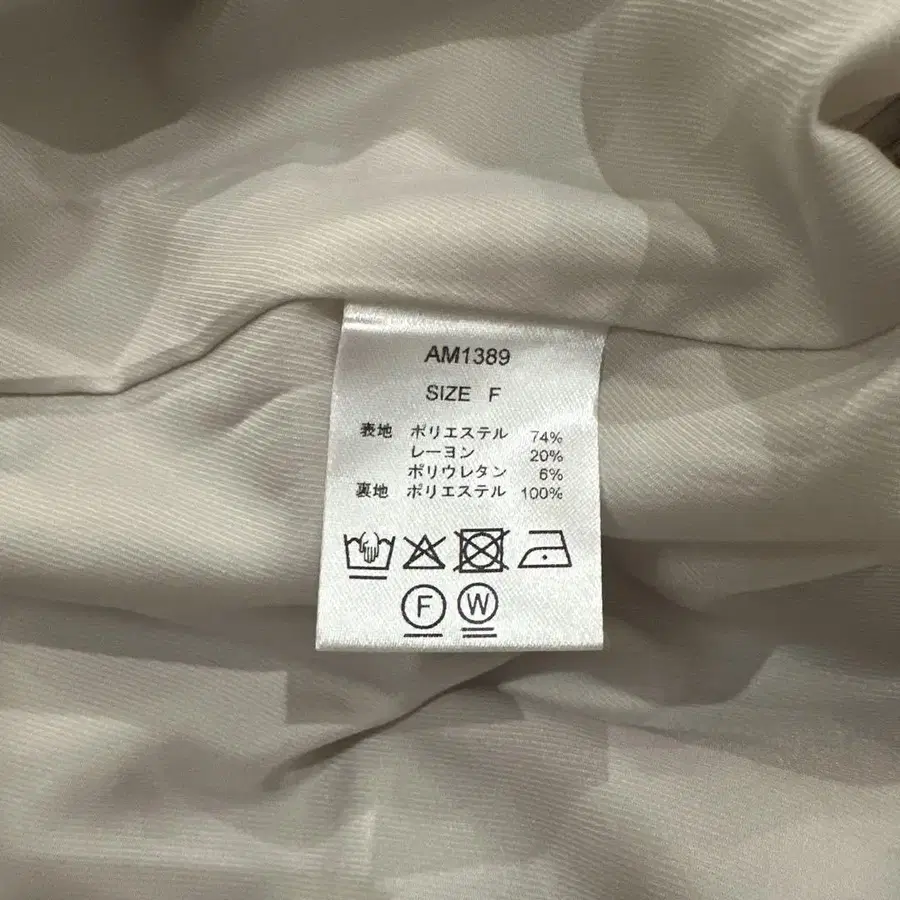 AM1389
SIZE F
表地 ポリエステル 74%
レーヨン 20%
ポリウレタン 6%
裏地 ポリエステル 100%
F W